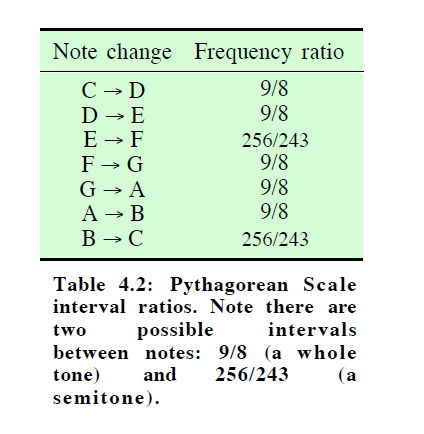 Note change Frequency ratio
C → D 9/8
D → E 9/8
E → F 256/243
F → G 9/8
G → A 9/8
A → B 9/8
B → C 256/243
Table 4.2: Pythagorean Scale
interval ratios. Note there are
two possible intervals
between notes: 9/8 (a whole
tone) and 256/243 (a
semitone).